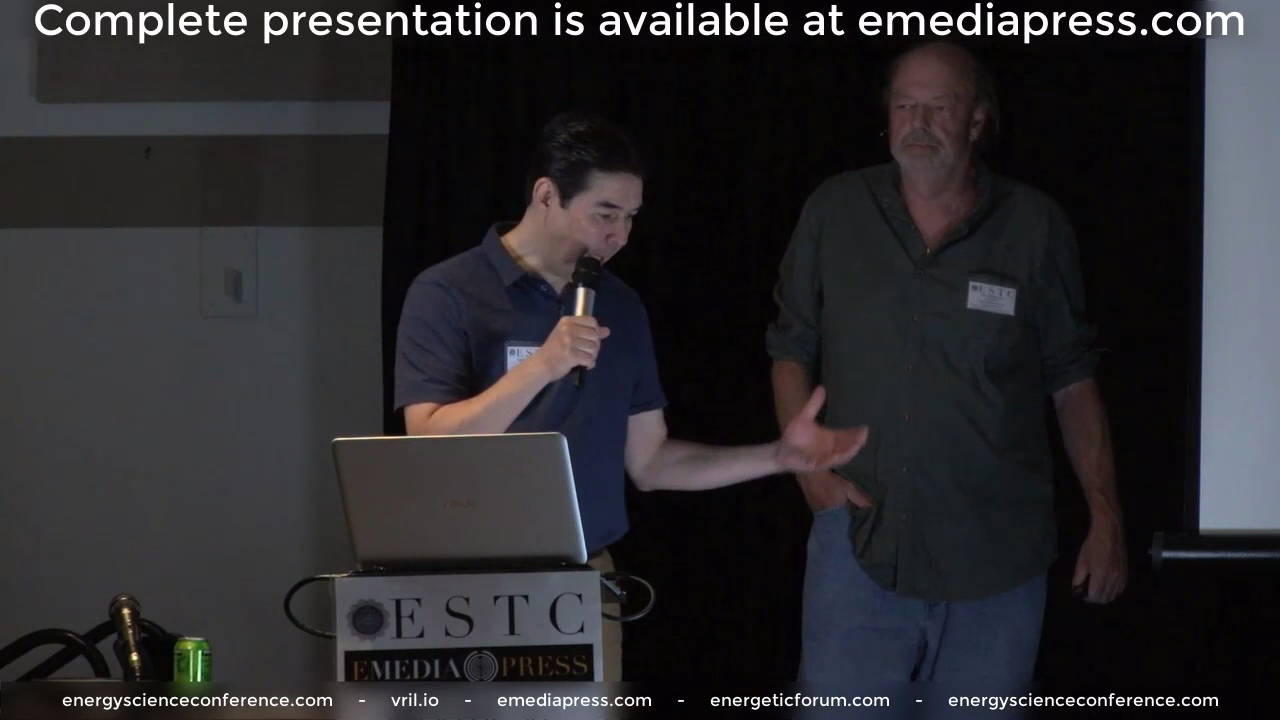 Complete presentation is available at emediapress.com
E S T C
E S T C
E S T C
EMEDIA PRESS
energyscienceconference.com - vril.io - emediapress.com - energeticforum.com - energyscienceconference.com